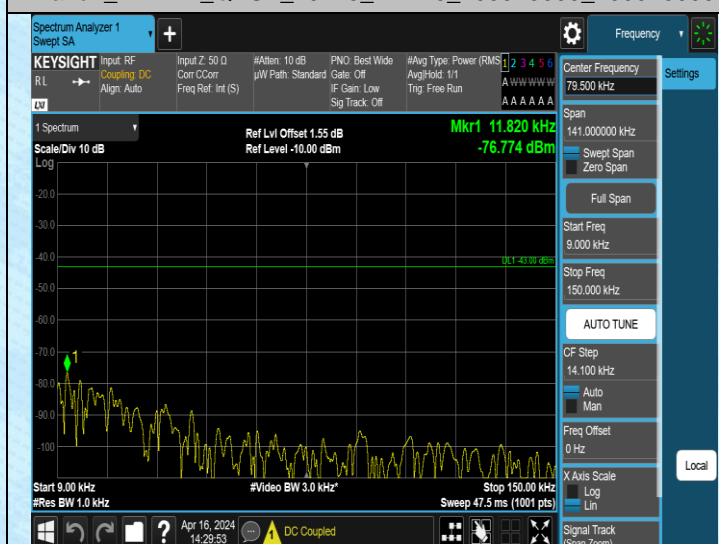 Spectrum Analyzer 1
Swept SA
Frequency
KEYSIGHT
RL
LXI
Input: RF
Coupling: DC
Align: Auto
Input Z: 50 Ω
Corr CCorr
Freq Ref: Int (S)
#Atten: 10 dB
µW Path: Standard
PNO: Best Wide
Gate: Off
IF Gain: Low
Sig Track: Off
#Avg Type: Power (RMS
Avg|Hold: 1/1
Trig: Free Run
1 2 3 4 5 6
A W W W W W
A A A A A A
1 Spectrum
Scale/Div 10 dB
Log
Ref Lvl Offset 1.55 dB
Ref Level -10.00 dBm
Mkr1 11.820 kHz
-76.774 dBm
-20.0
-30.0
-40.0
DL1 -43.00 dBm
-50.0
-60.0
-70.0
1
-80.0
-90.0
-100
Start 9.00 kHz
#Res BW 1.0 kHz
#Video BW 3.0 kHz*
Stop 150.00 kHz
Sweep 47.5 ms (1001 pts)
Center Frequency
79.500 kHz
Settings
Span
141.000000 kHz
Swept Span
Zero Span
Full Span
Start Freq
9.000 kHz
Stop Freq
150.000 kHz
AUTO TUNE
CF Step
14.100 kHz
Auto
Man
Freq Offset
0 Hz
X Axis Scale
Log
Lin
Local
Signal Track
(Span Zoom)
?
Apr 16, 2024
14:29:53
1
DC Coupled